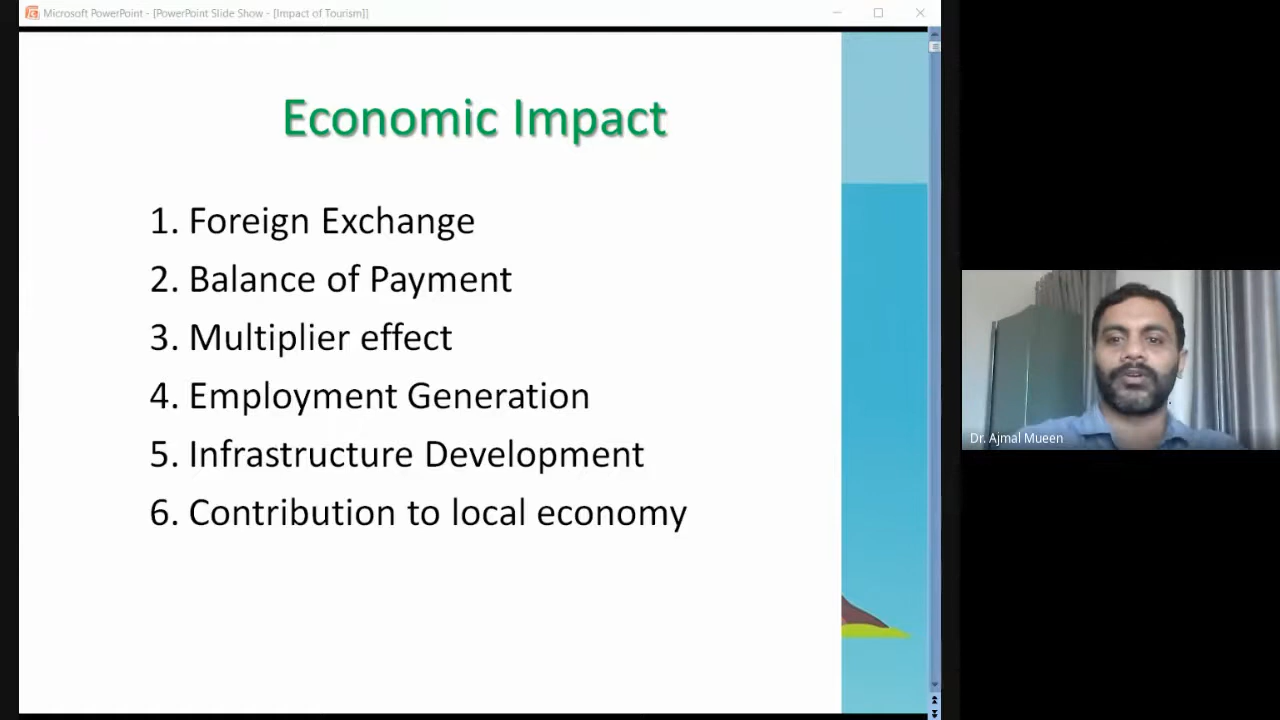 Microsoft PowerPoint - [PowerPoint Slide Show - [Impact of Tourism]]
Economic Impact
1. Foreign Exchange
2. Balance of Payment
3. Multiplier effect
4. Employment Generation
5. Infrastructure Development
6. Contribution to local economy
Dr. Ajmal Mueen